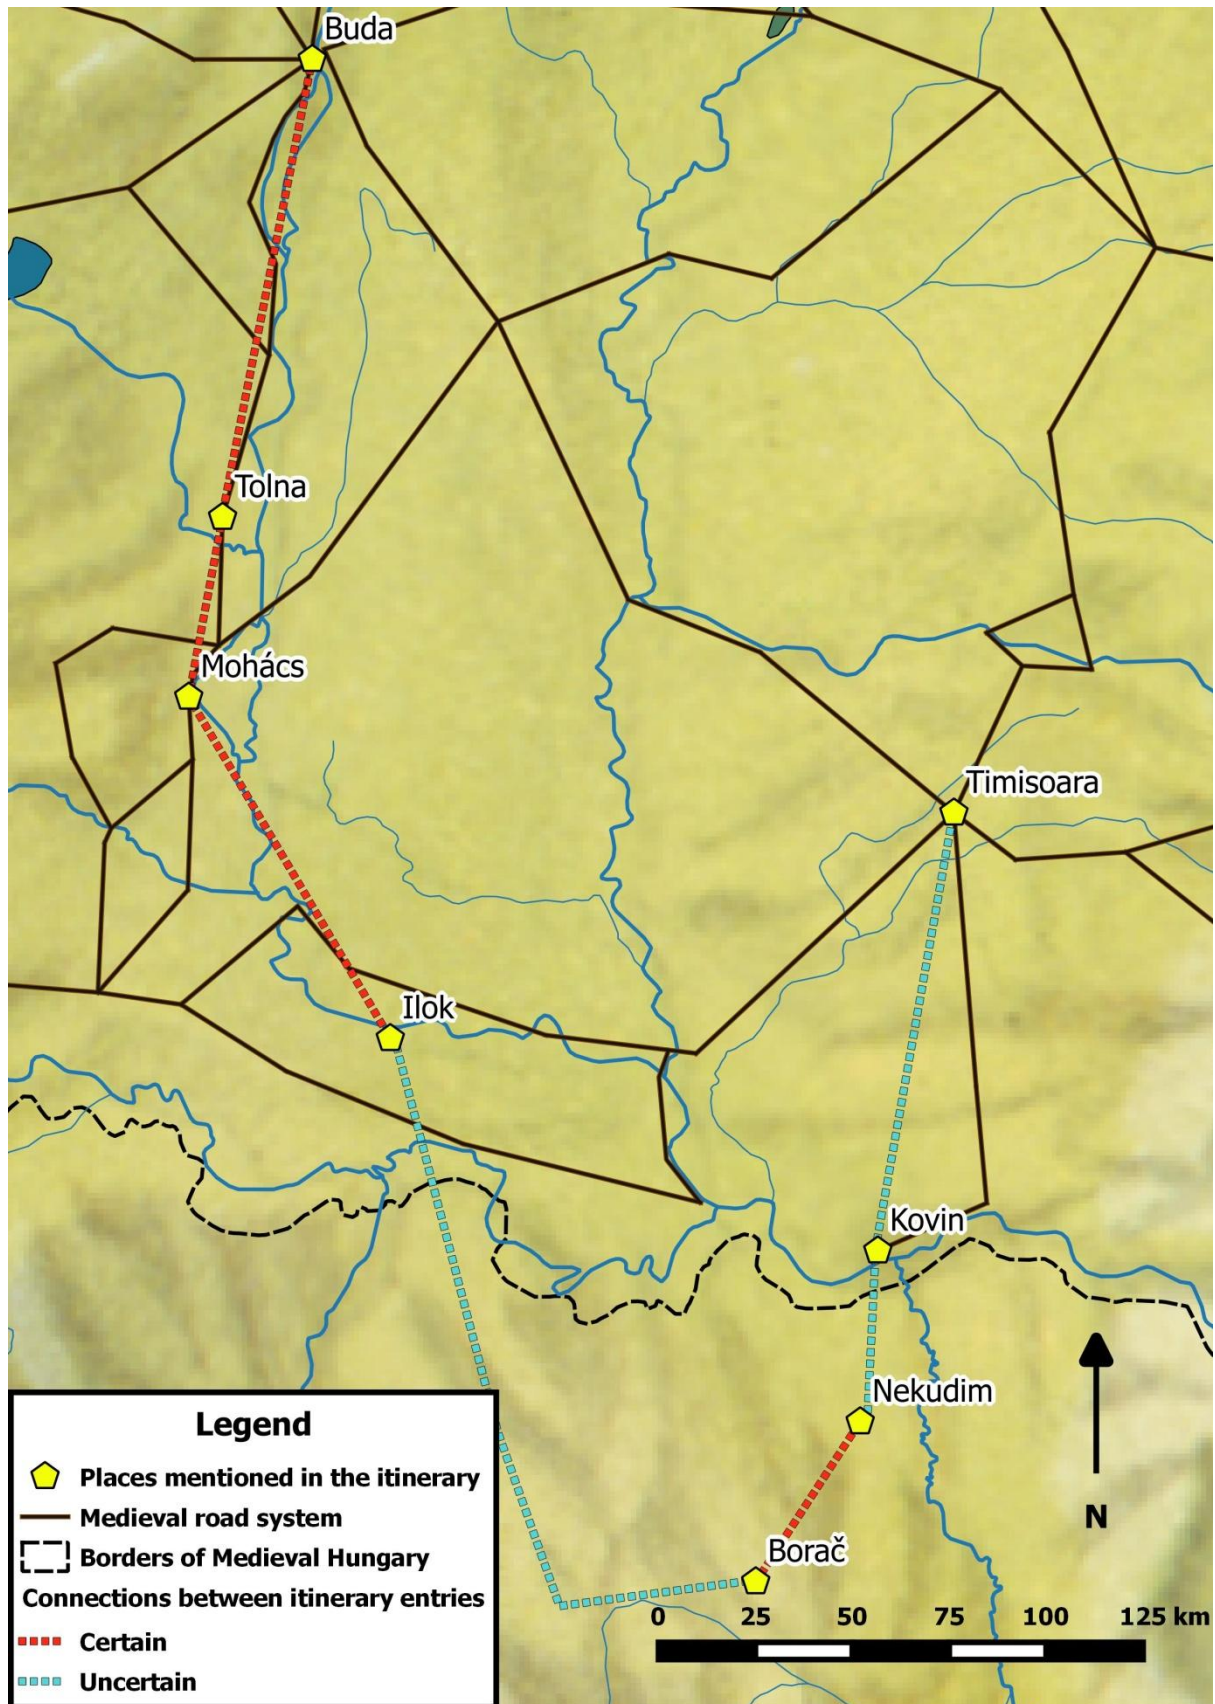 Buda
Tolna
Mohács
Timisoara
Ilok
Kovin
Nekudim
Borač
N
0 25 50 75 100 125 km
Legend
Places mentioned in the itinerary
Medieval road system
Borders of Medieval Hungary
Connections between itinerary entries
Certain
Uncertain